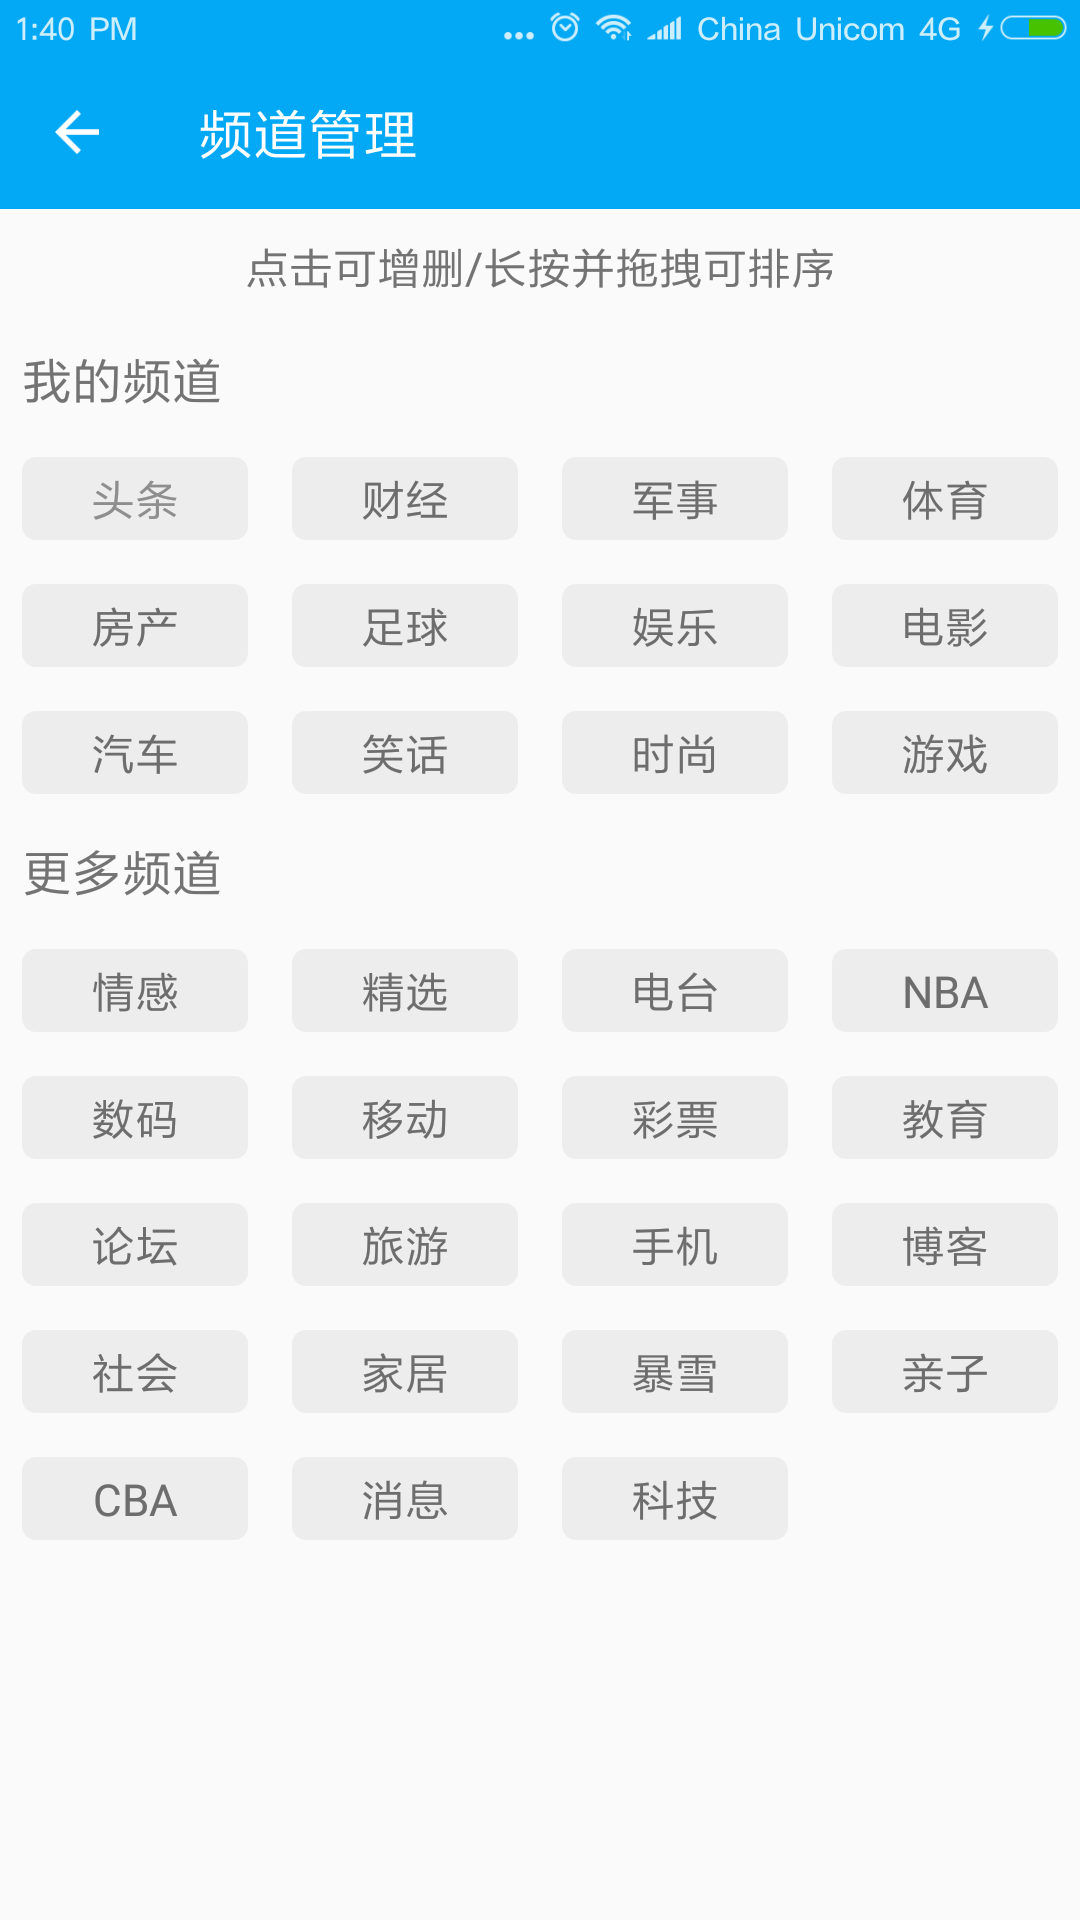 1:40 PM ... China Unicom 4G
频道管理
点击可增删/长按并拖拽可排序
我的频道
头条 财经 军事 体育
房产 足球 娱乐 电影
汽车 笑话 时尚 游戏
更多频道
情感 精选 电台 NBA
数码 移动 彩票 教育
论坛 旅游 手机 博客
社会 家居 暴雪 亲子
CBA 消息 科技